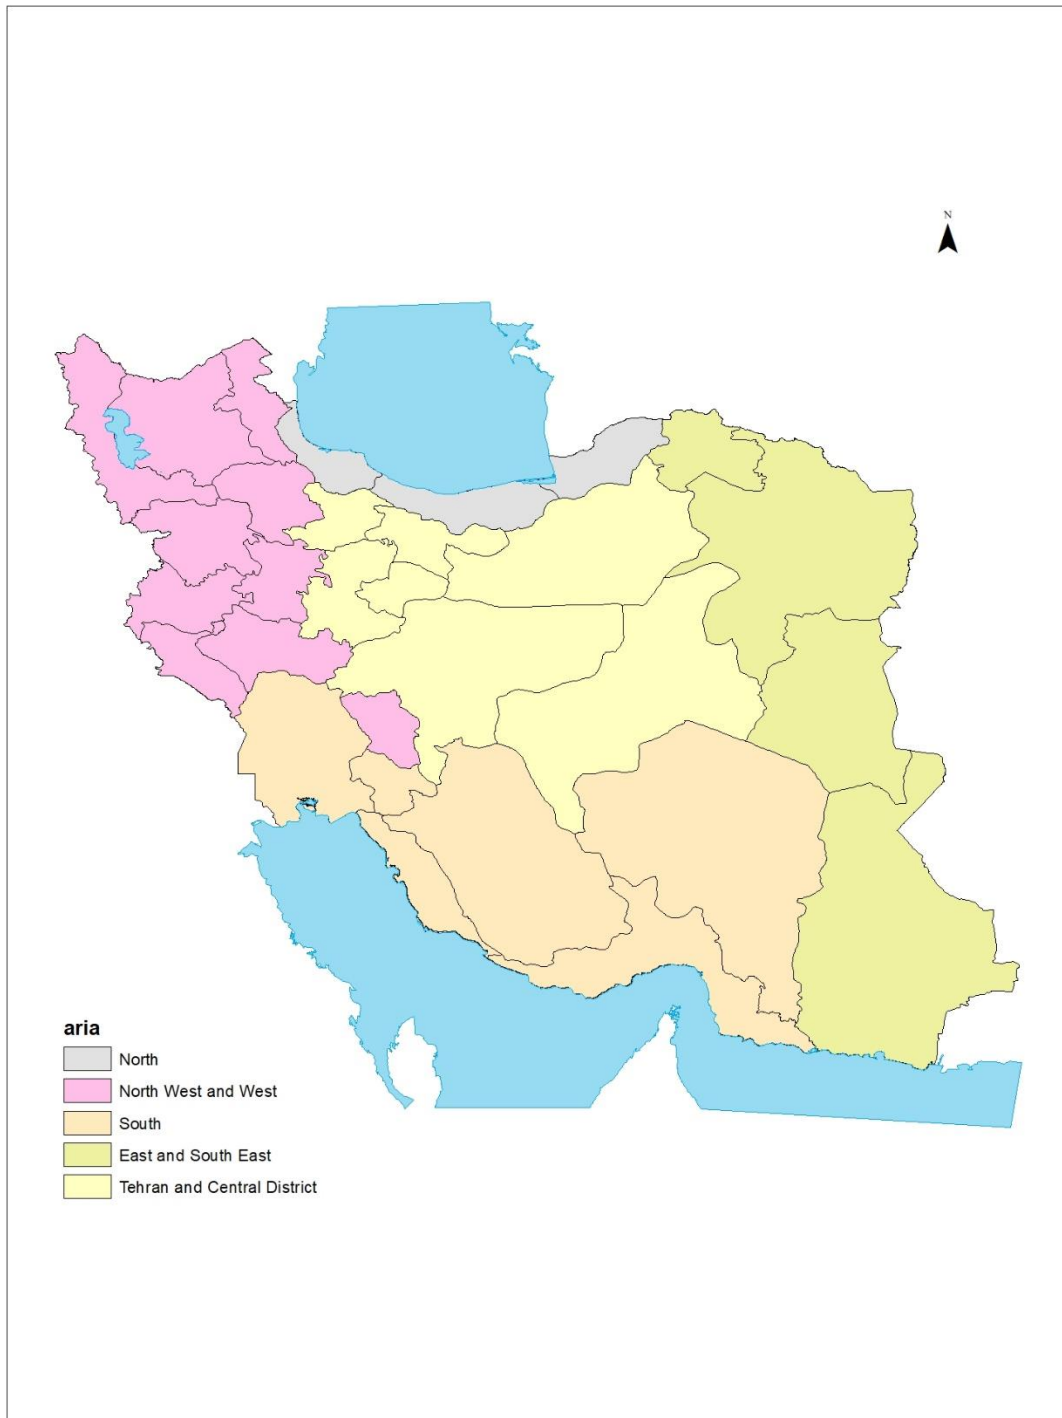 N
aria
North
North West and West
South
East and South East
Tehran and Central District